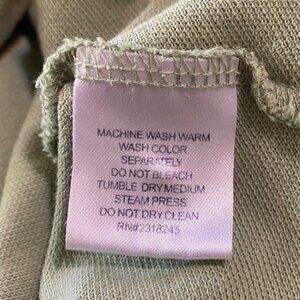 MACHINE WASH WARM
WASH COLOR
SEPARATELY
DO NOT BLEACH
TUMBLE DRY MEDIUM
STEAM PRESS
DO NOT DRY CLEAN
RN#2318245